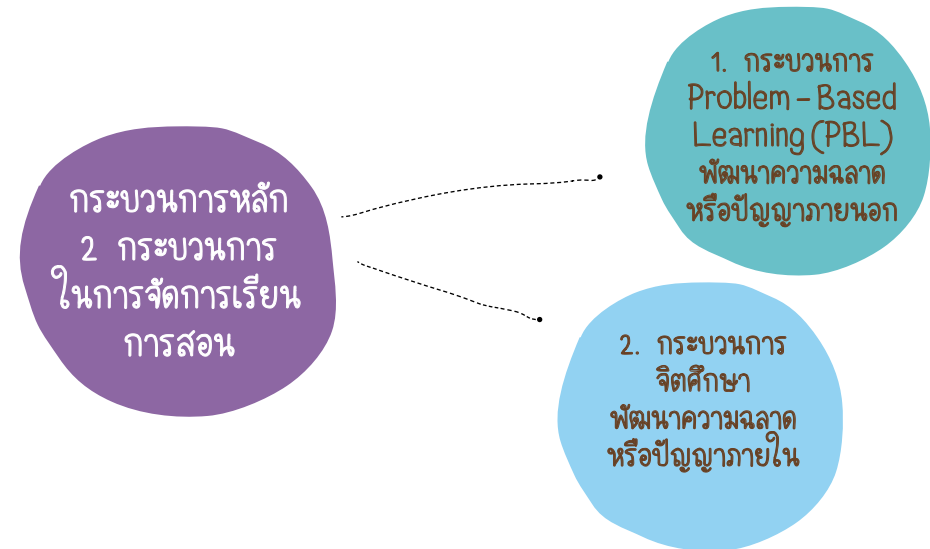 กระบวนการหลัก
2 กระบวนการ
ในการจัดการเรียน
การสอน
1. กระบวนการ
Problem – Based
Learning (PBL)
พัฒนาความฉลาด
หรือปัญญาภายนอก
2. กระบวนการ
จิตศึกษา
พัฒนาความฉลาด
หรือปัญญาภายใน